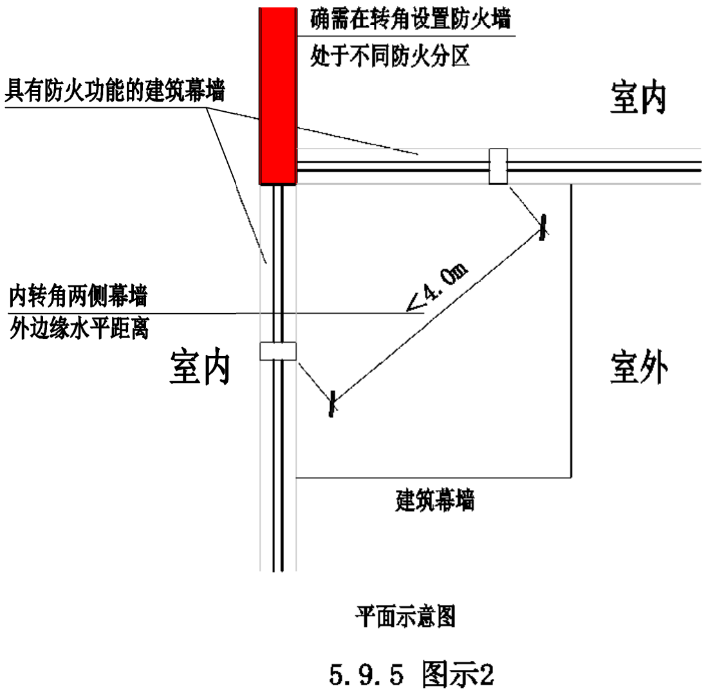 确需在转角设置防火墙
处于不同防火分区
具有防火功能的建筑幕墙
室内
<4.0m
内转角两侧幕墙
外边缘水平距离
室内
室外
建筑幕墙
平面示意图
5.9.5 图示2